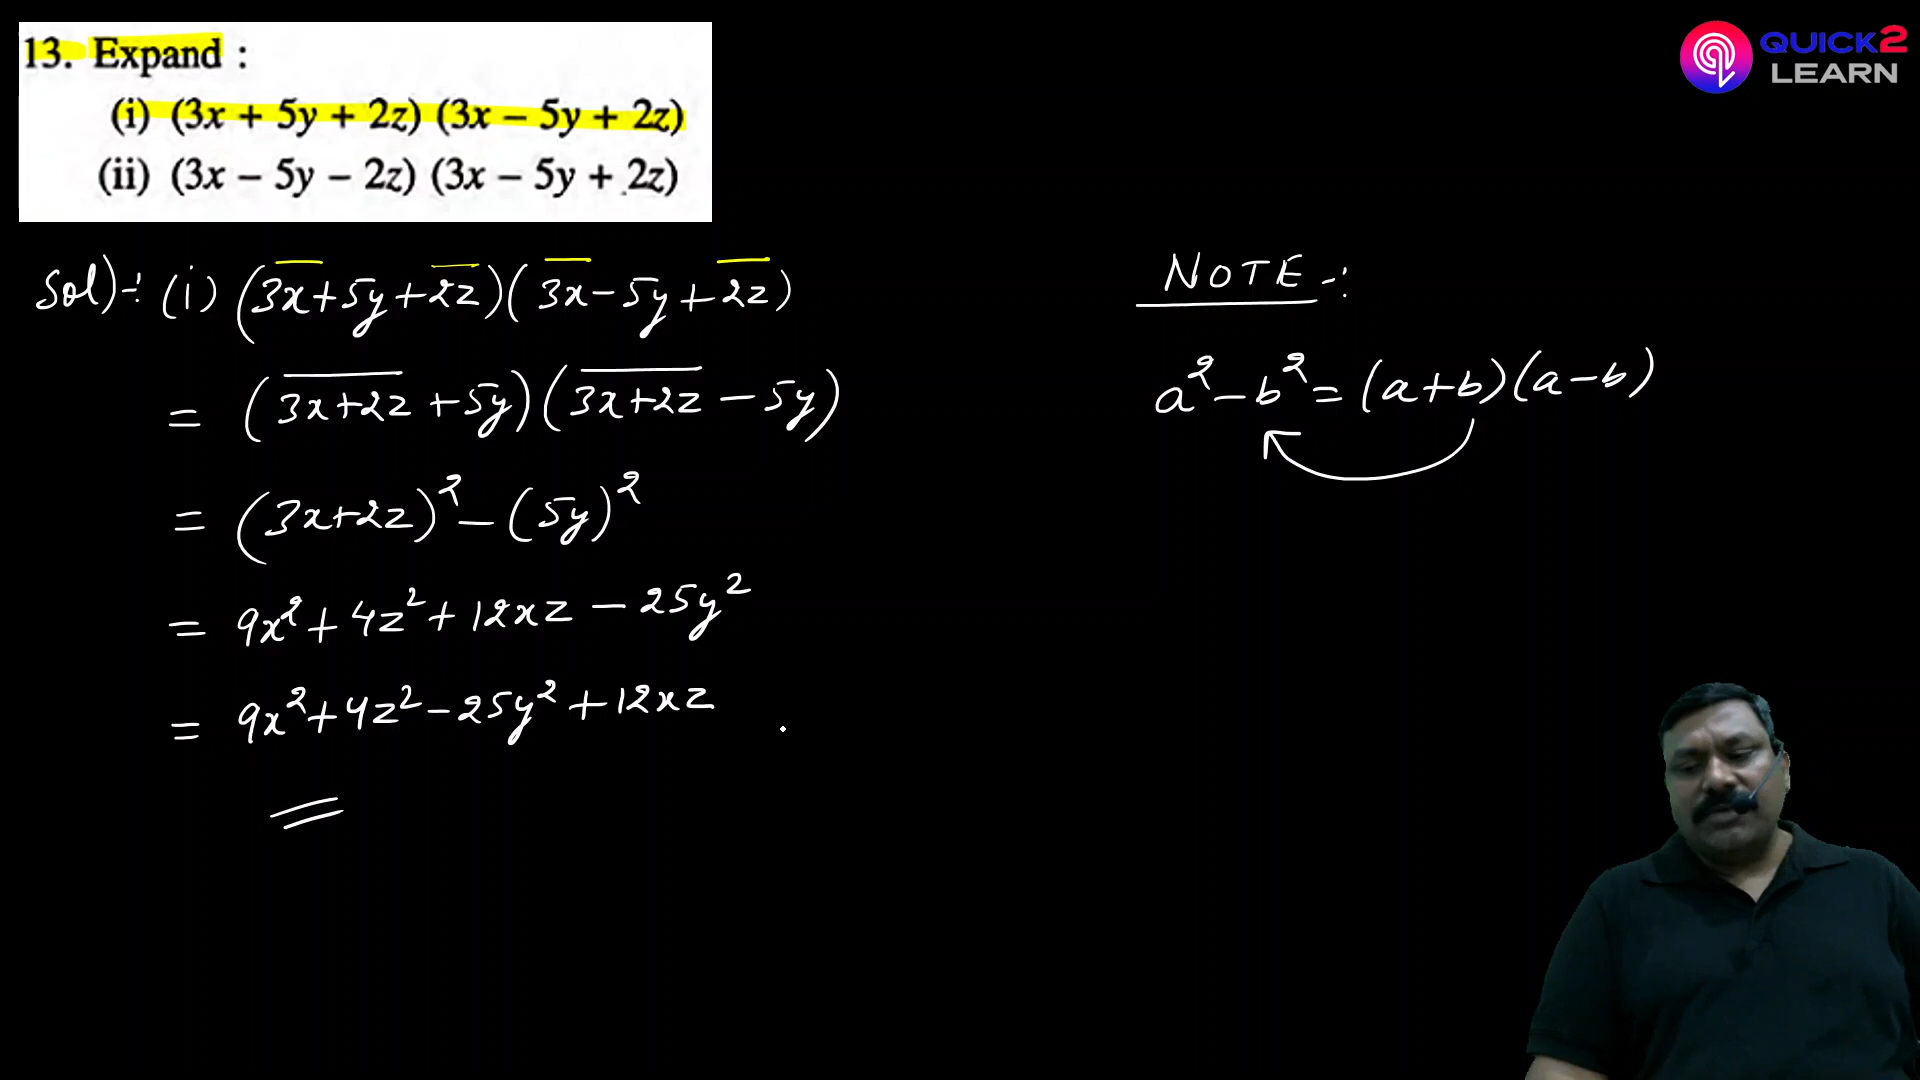 13. Expand :
(i) (3x + 5y + 2z) (3x − 5y + 2z)
(ii) (3x − 5y − 2z) (3x − 5y + 2z)
QUICK2
LEARN
Sol):- (i) (3x+5y+2z)(3x-5y+2z)
= (3x+2z +5y)(3x+2z - 5y)
= (3x+2z)² - (5y)²
= 9x² + 4z² + 12xz - 25y²
= 9x² + 4z² - 25y² + 12xz
NOTE -:
a² - b² = (a+b)(a-b)